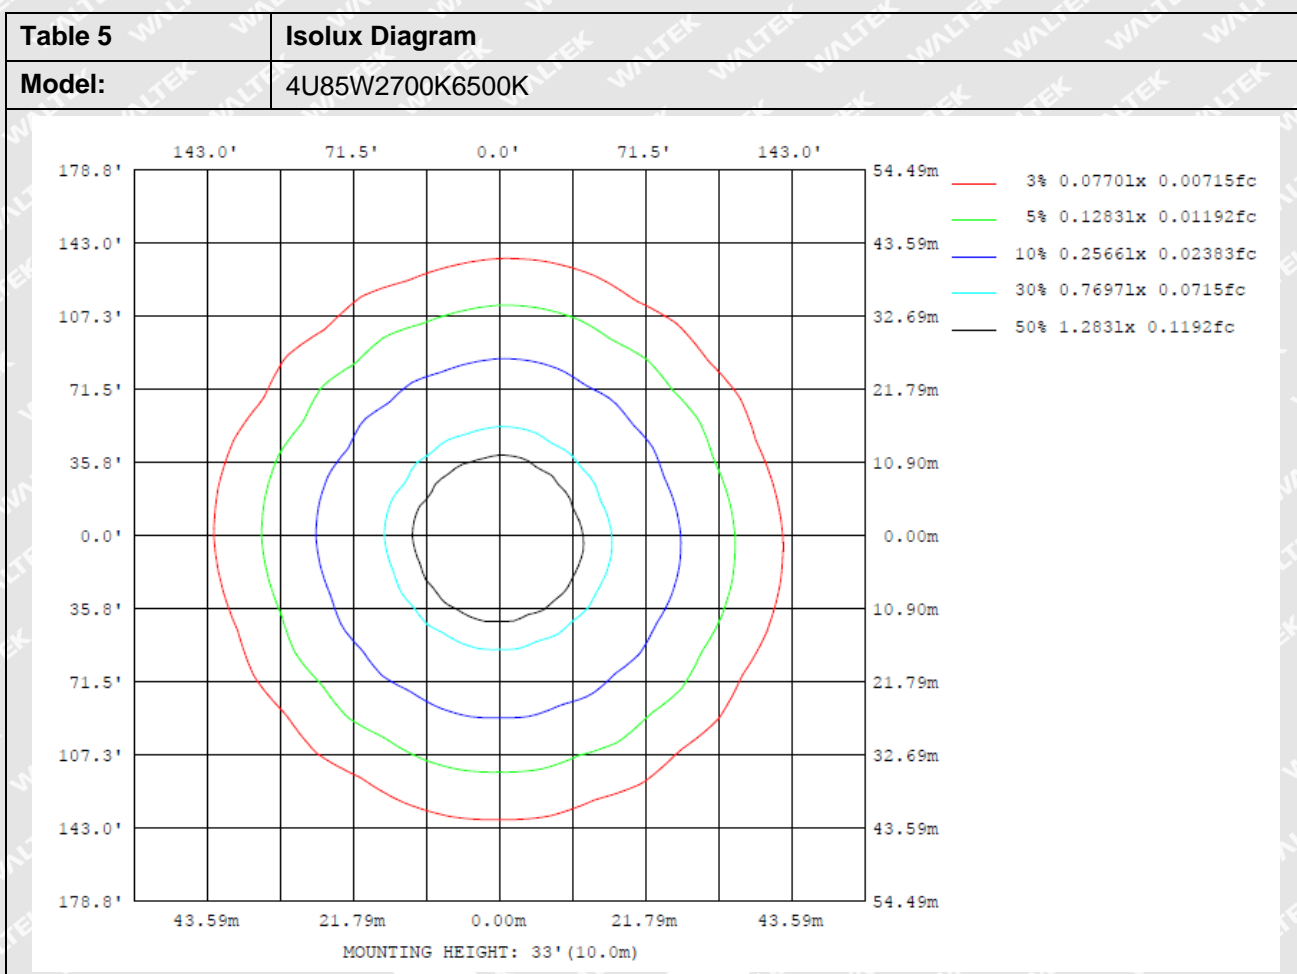 Table 5 Isolux Diagram
Model: 4U85W2700K6500K
143.0' 71.5' 0.0' 71.5' 143.0'
178.8' 54.49m
3% 0.0770lx 0.00715fc
5% 0.1283lx 0.01192fc
143.0' 43.59m
10% 0.2566lx 0.02383fc
30% 0.7697lx 0.0715fc
107.3' 32.69m
50% 1.283lx 0.1192fc
71.5' 21.79m
35.8' 10.90m
0.0' 0.00m
35.8' 10.90m
71.5' 21.79m
107.3' 32.69m
143.0' 43.59m
178.8' 54.49m
43.59m 21.79m 0.00m 21.79m 43.59m
MOUNTING HEIGHT: 33'(10.0m)
WALTEK